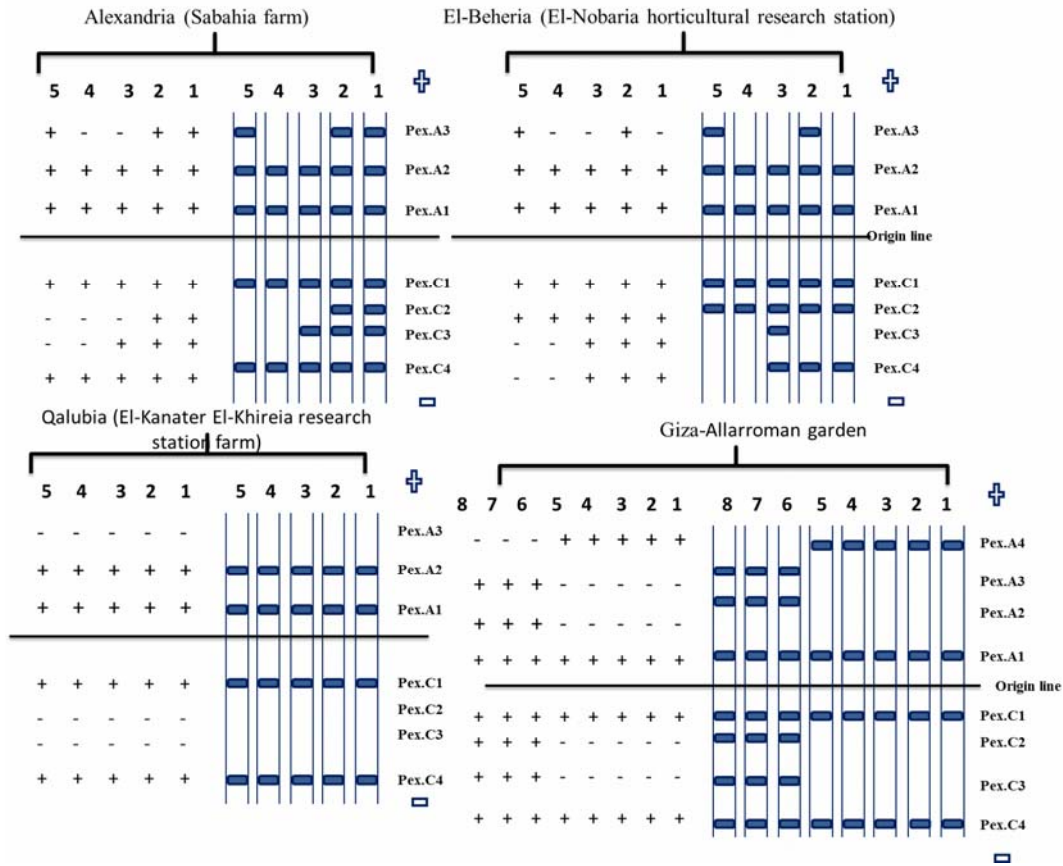 Alexandria (Sabahia farm)
5 4 3 2 1 5 4 3 2 1 +
+ - - + + Pex.A3
+ + + + + Pex.A2
+ + + + + Pex.A1
+ + + + + Pex.C1
- - - + + Pex.C2
- - + + + Pex.C3
+ + + + + Pex.C4
-
El-Beheria (El-Nobaria horticultural research station)
5 4 3 2 1 5 4 3 2 1 +
+ - - + - Pex.A3
+ + + + + Pex.A2
+ + + + + Pex.A1
Origin line
+ + + + + Pex.C1
+ + + + + Pex.C2
- - + + + Pex.C3
- - + + + Pex.C4
-
Qalubia (El-Kanater El-Khireia research
station farm)
5 4 3 2 1 5 4 3 2 1 +
- - - - - Pex.A3
+ + + + + Pex.A2
+ + + + + Pex.A1
+ + + + + Pex.C1
- - - - - Pex.C2
- - - - - Pex.C3
+ + + + + Pex.C4
-
Giza-Allarroman garden
8 7 6 5 4 3 2 1 8 7 6 5 4 3 2 1 +
- - - + + + + + Pex.A4
+ + + - - - - - Pex.A3
+ + + - - - - - Pex.A2
+ + + + + + + + Pex.A1
Origin line
+ + + + + + + + Pex.C1
+ + + - - - - - Pex.C2
+ + + - - - - - Pex.C3
+ + + + + + + + Pex.C4
-